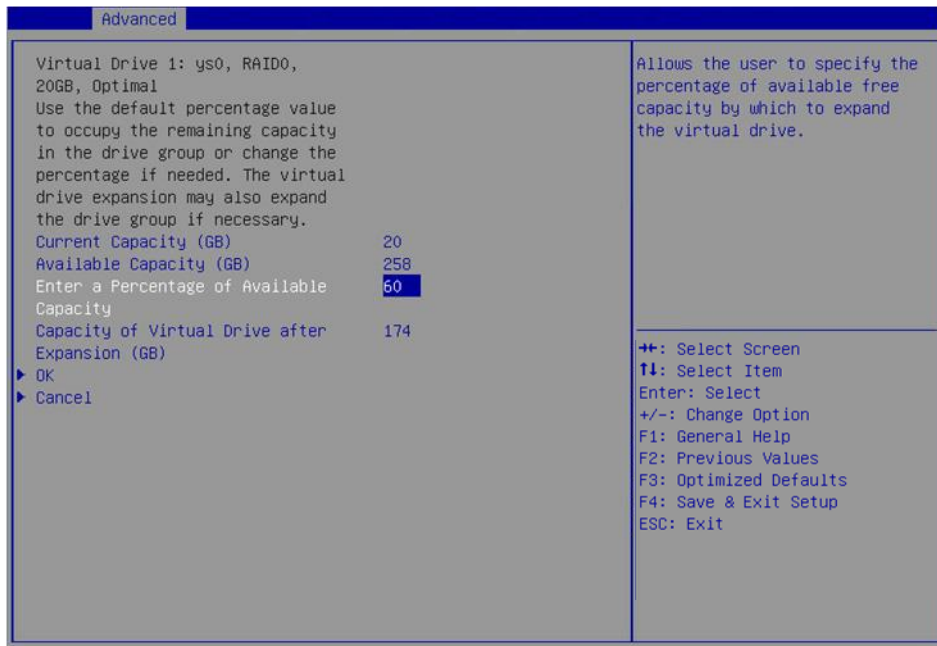 Advanced
Virtual Drive 1: ys0, RAID0,
20GB, Optimal
Use the default percentage value
to occupy the remaining capacity
in the drive group or change the
percentage if needed. The virtual
drive expansion may also expand
the drive group if necessary.
Current Capacity (GB) 20
Available Capacity (GB) 258
Enter a Percentage of Available 60
Capacity
Capacity of Virtual Drive after 174
Expansion (GB)
▶ OK
▶ Cancel
Allows the user to specify the
percentage of available free
capacity by which to expand
the virtual drive.
→←: Select Screen
↑↓: Select Item
Enter: Select
+/-: Change Option
F1: General Help
F2: Previous Values
F3: Optimized Defaults
F4: Save & Exit Setup
ESC: Exit